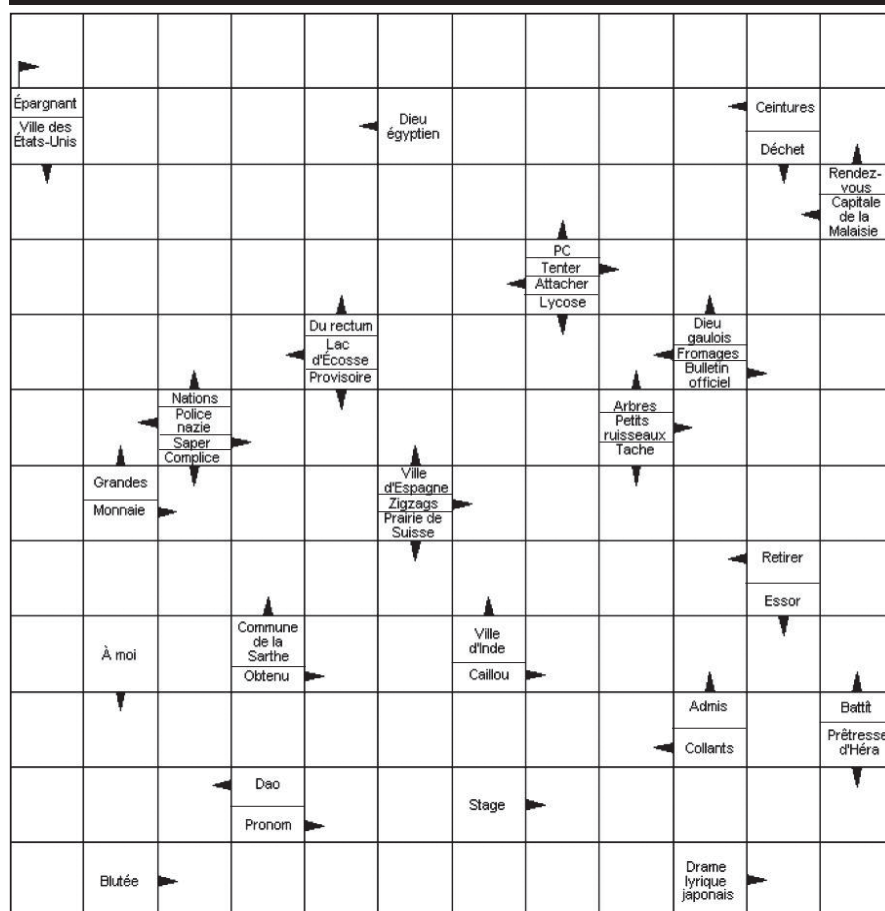 Épargnant
Ville des
États-Unis
Dieu
égyptien
Ceintures
Déchet
Rendez-
vous
Capitale
de la
Malaisie
PC
Tenter
Attacher
Lycose
Du rectum
Lac
d'Écosse
Provisoire
Dieu
gaulois
Fromages
Bulletin
officiel
Nations
Police
nazie
Saper
Complice
Arbres
Petits
ruisseaux
Tache
Grandes
Monnaie
Ville
d'Espagne
Zigzags
Prairie de
Suisse
Retirer
Essor
À moi
Commune
de la
Sarthe
Obtenu
Ville
d'Inde
Caillou
Admis
Collants
Battît
Prêtresse
d'Héra
Dao
Pronom
Stage
Blutée
Drame
lyrique
japonais